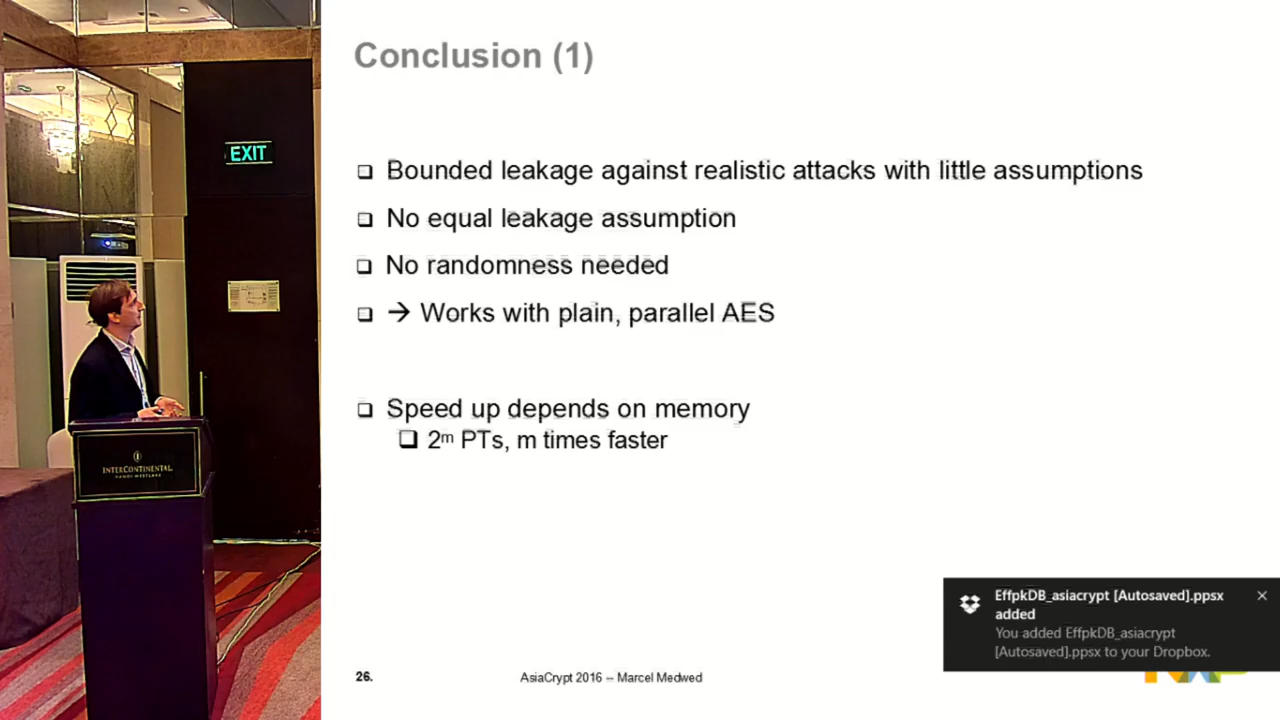 Conclusion (1)
EXIT
Bounded leakage against realistic attacks with little assumptions
No equal leakage assumption
No randomness needed
→ Works with plain, parallel AES
Speed up depends on memory
2ᵐ PTs, m times faster
INTERCONTINENTAL
HANOI WESTLAKE
EffpkDB_asiacrypt [Autosaved].ppsx
added
You added EffpkDB_asiacrypt
[Autosaved].ppsx to your Dropbox.
26.
AsiaCrypt 2016 – Marcel Medwed